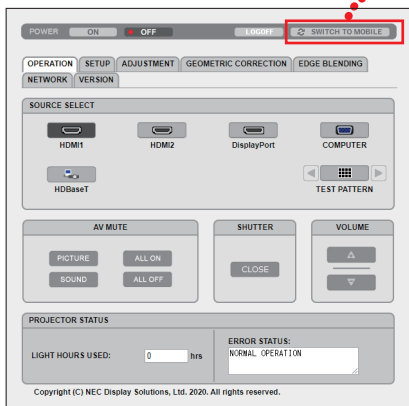 POWER ON OFF LOGOFF SWITCH TO MOBILE
OPERATION SETUP ADJUSTMENT GEOMETRIC CORRECTION EDGE BLENDING
NETWORK VERSION
SOURCE SELECT
HDMI1 HDMI2 DisplayPort COMPUTER
HDBaseT TEST PATTERN
AV MUTE SHUTTER VOLUME
PICTURE ALL ON
CLOSE
SOUND ALL OFF
PROJECTOR STATUS
ERROR STATUS:
LIGHT HOURS USED: 0 hrs NORMAL OPERATION
Copyright (C) NEC Display Solutions, Ltd. 2020. All rights reserved.